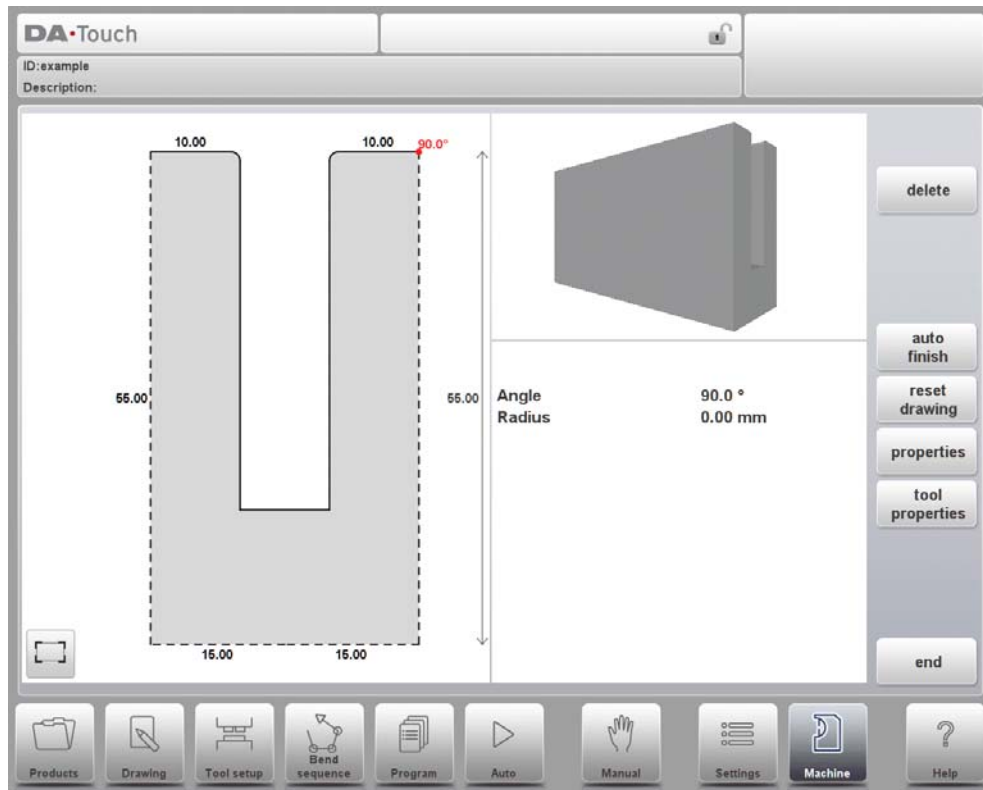 DA•Touch
ID:example
Description:
10.00
10.00
90.0°
55.00
55.00
15.00
15.00
Angle 90.0 °
Radius 0.00 mm
delete
auto
finish
reset
drawing
properties
tool
properties
end
Products
Drawing
Tool setup
Bend
sequence
Program
Auto
Manual
Settings
Machine
?
Help